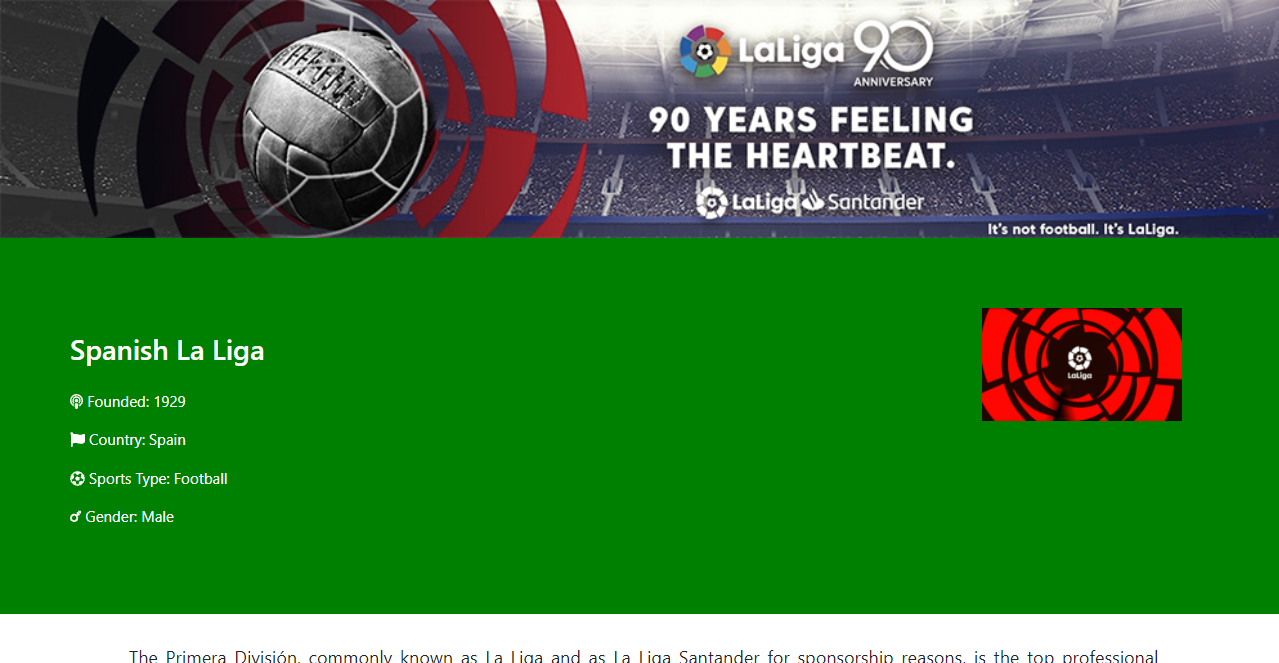 LaLiga 90
ANNIVERSARY
90 YEARS FEELING
THE HEARTBEAT.
LaLiga Santander
It's not football. It's LaLiga.
Spanish La Liga
LaLiga
Founded: 1929
Country: Spain
Sports Type: Football
Gender: Male
The Primera División, commonly known as La Liga and as La Liga Santander for sponsorship reasons, is the top professional